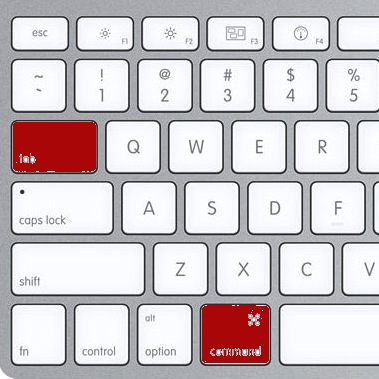 esc F1 F2 F3 F4
~ ! @ # $ %
` 1 2 3 4 5
tab Q W E R
caps lock A S D F
shift Z X C V
alt ⌘
fn control option command